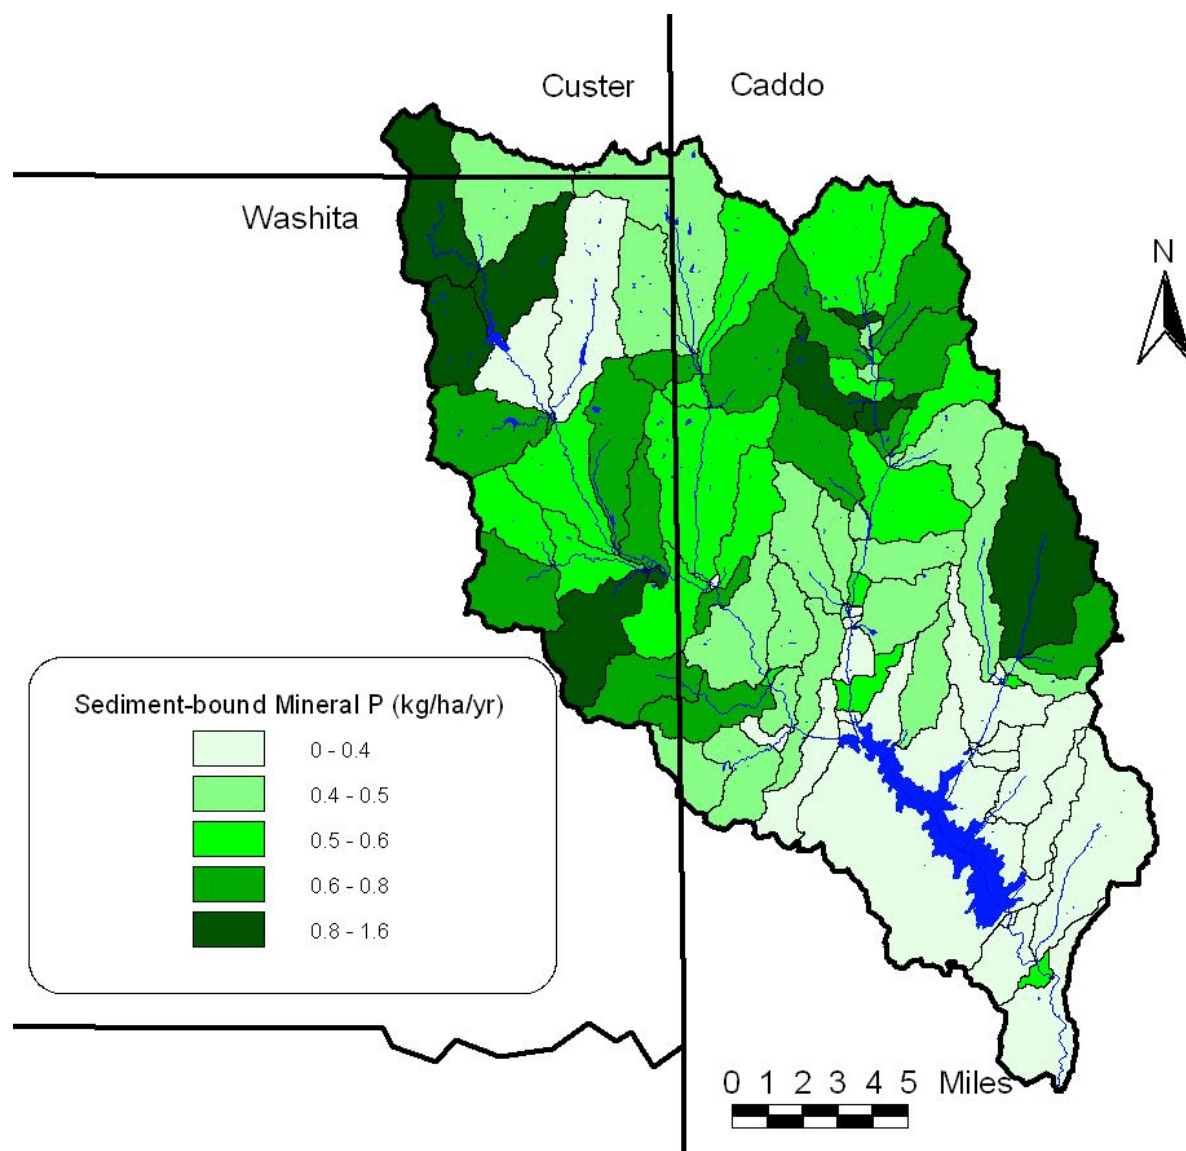 Custer
Caddo
Washita
N
Sediment-bound Mineral P (kg/ha/yr)
0 - 0.4
0.4 - 0.5
0.5 - 0.6
0.6 - 0.8
0.8 - 1.6
0 1 2 3 4 5 Miles